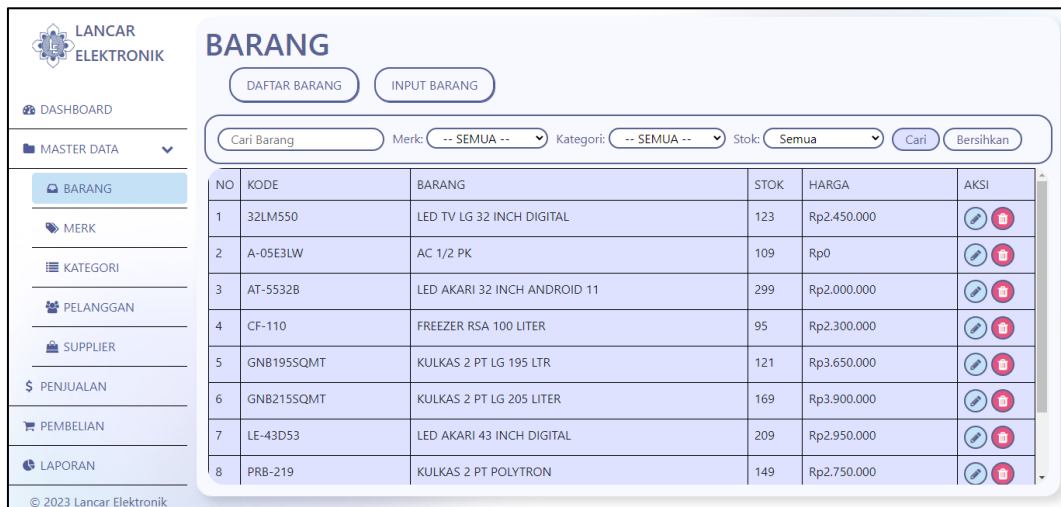 LANCAR
ELEKTRONIK
DASHBOARD
MASTER DATA
BARANG
MERK
KATEGORI
PELANGGAN
SUPPLIER
$ PENJUALAN
PEMBELIAN
LAPORAN
© 2023 Lancar Elektronik
BARANG
DAFTAR BARANG INPUT BARANG
Cari Barang Merk: -- SEMUA -- Kategori: -- SEMUA -- Stok: Semua Cari Bersihkan
NO KODE BARANG STOK HARGA AKSI
1 32LM550 LED TV LG 32 INCH DIGITAL 123 Rp2.450.000
2 A-05E3LW AC 1/2 PK 109 Rp0
3 AT-5532B LED AKARI 32 INCH ANDROID 11 299 Rp2.000.000
4 CF-110 FREEZER RSA 100 LITER 95 Rp2.300.000
5 GNB195SQMT KULKAS 2 PT LG 195 LTR 121 Rp3.650.000
6 GNB215SQMT KULKAS 2 PT LG 205 LITER 169 Rp3.900.000
7 LE-43D53 LED AKARI 43 INCH DIGITAL 209 Rp2.950.000
8 PRB-219 KULKAS 2 PT POLYTRON 149 Rp2.750.000